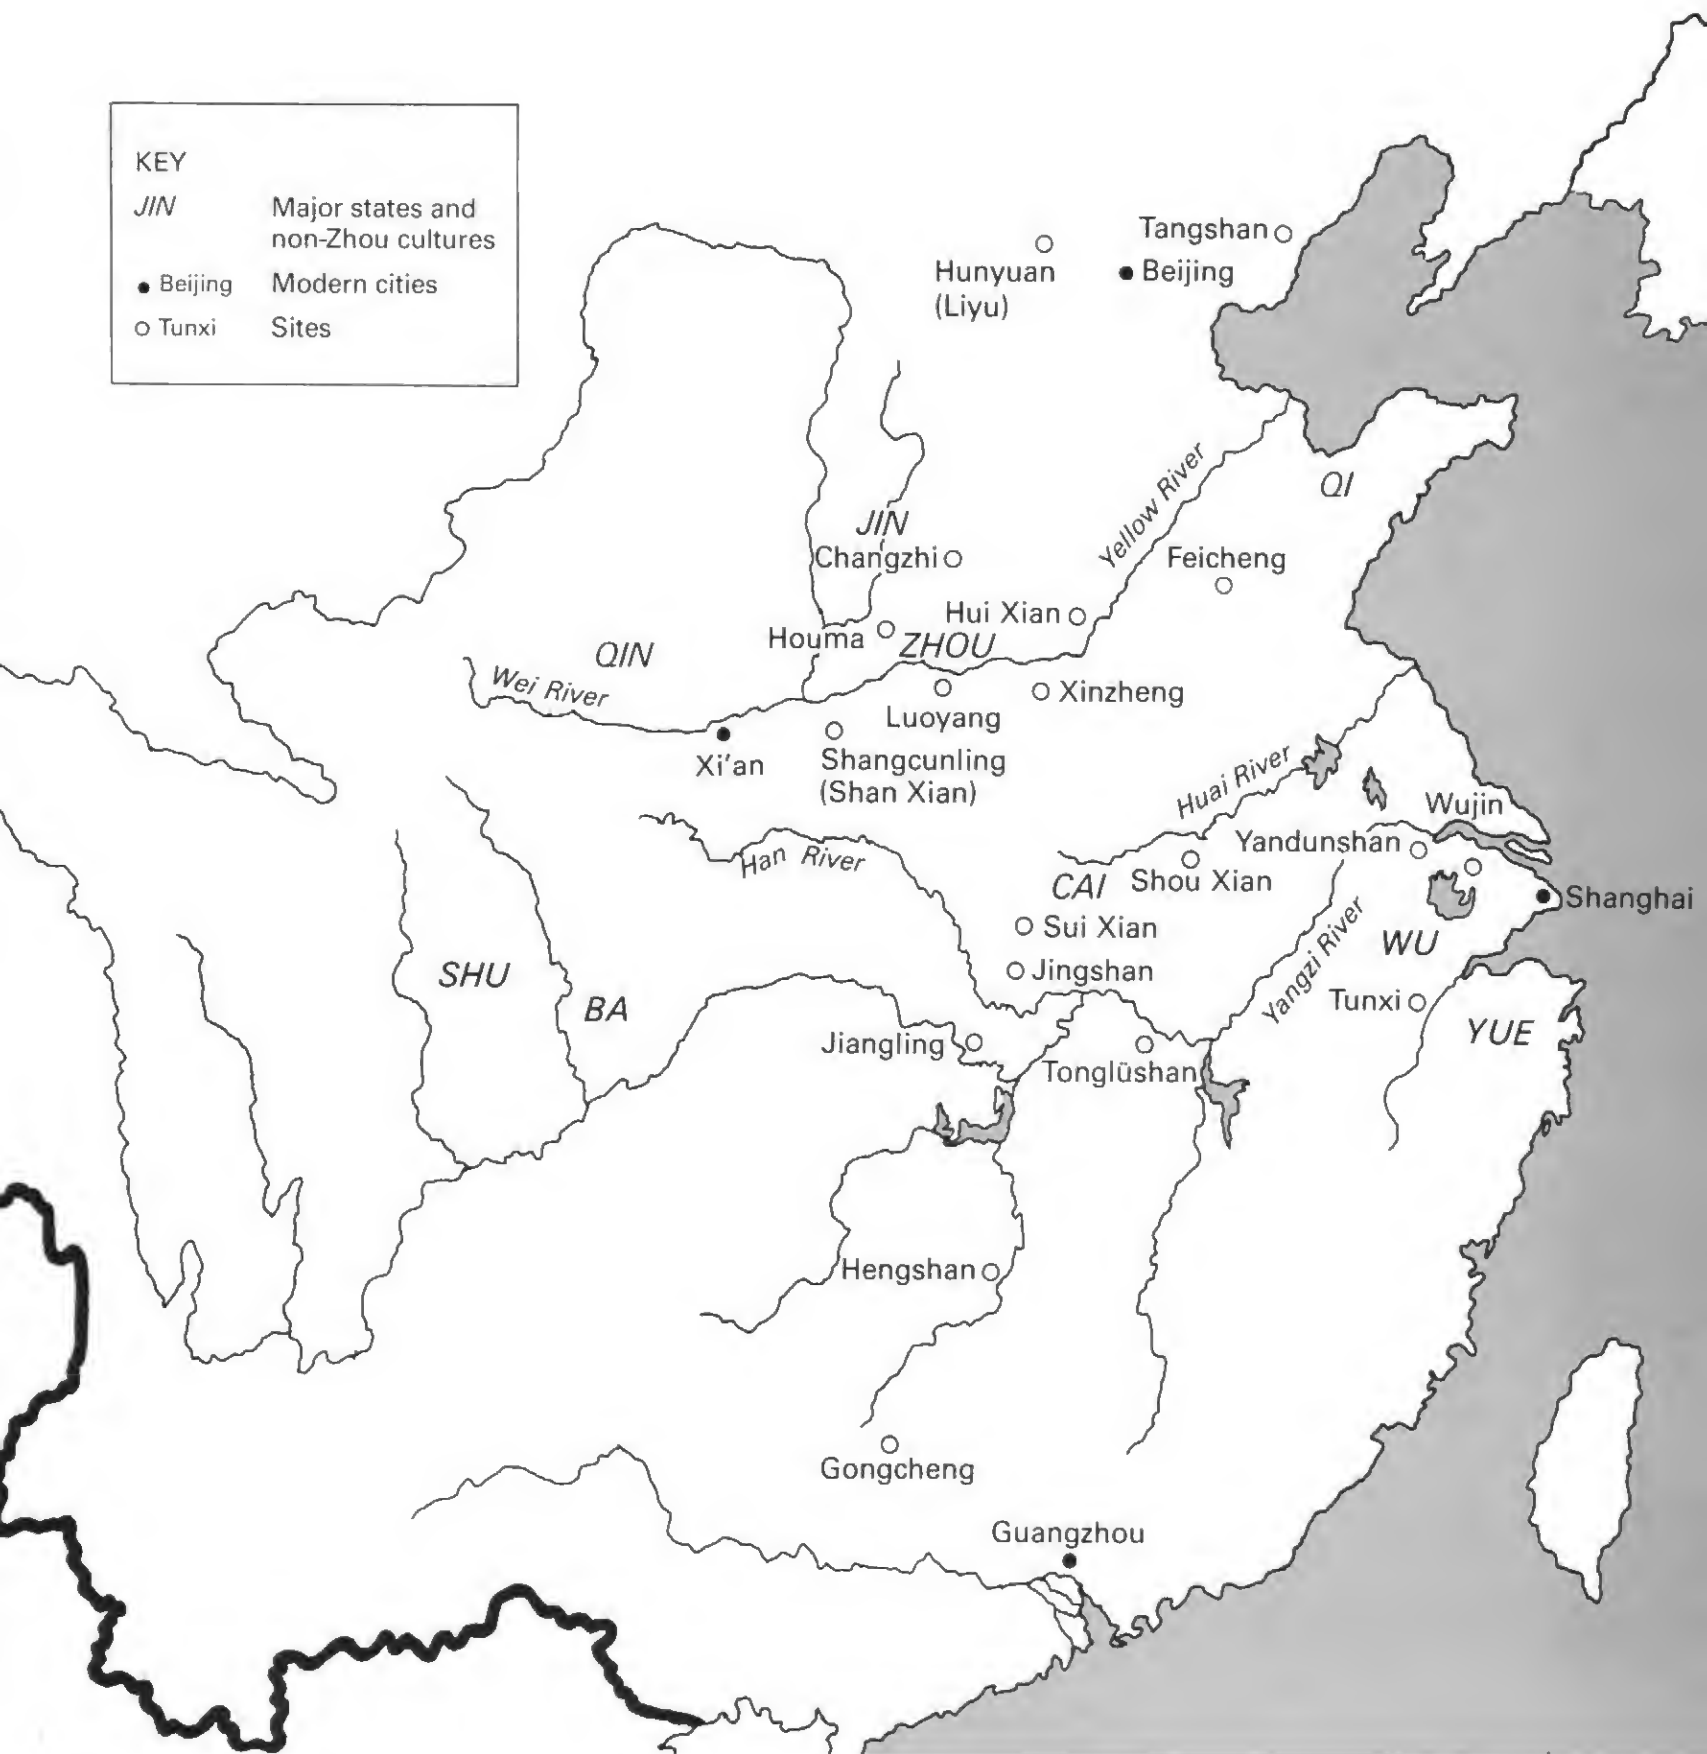 KEY
JIN Major states and
non-Zhou cultures
Beijing Modern cities
Tunxi Sites
Tangshan
Hunyuan
(Liyu)
Beijing
QI
Yellow River
JIN
Changzhi
Feicheng
Hui Xian
Houma
ZHOU
QIN
Wei River
Xinzheng
Luoyang
Xi'an
Shangcunling
(Shan Xian)
Huai River
Wujin
Yandunshan
Han River
CAI
Shou Xian
Shanghai
Sui Xian
WU
Yangzi River
SHU
Jingshan
BA
Tunxi
YUE
Jiangling
Tonglüshan
Hengshan
Gongcheng
Guangzhou